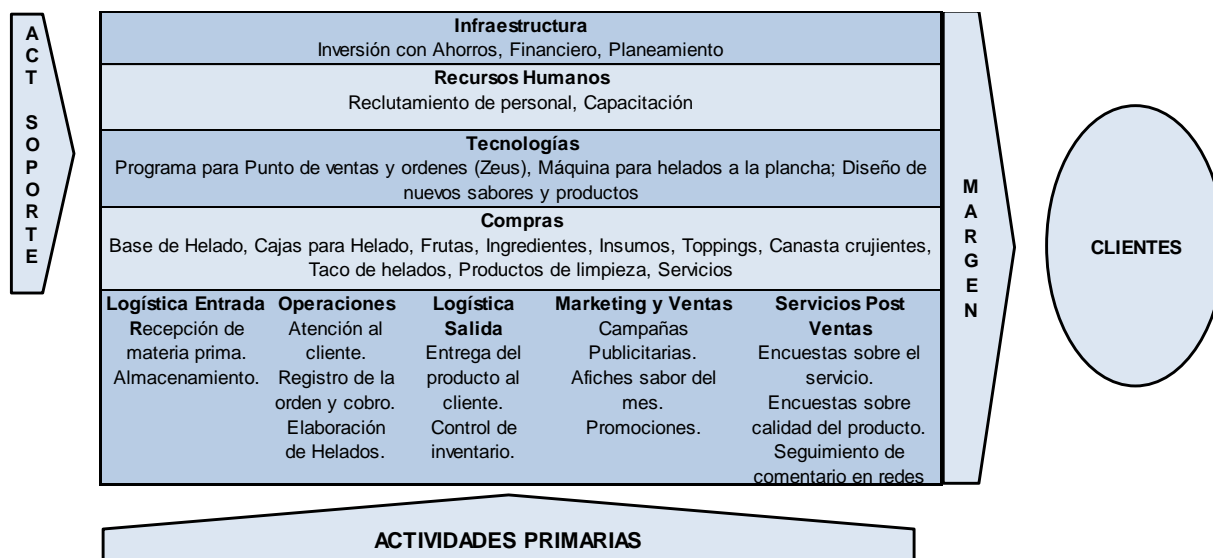 ACT SOPORTE
Infraestructura
Inversión con Ahorros, Financiero, Planeamiento
Recursos Humanos
Reclutamiento de personal, Capacitación
Tecnologías
Programa para Punto de ventas y ordenes (Zeus), Máquina para helados a la plancha; Diseño de
nuevos sabores y productos
Compras
Base de Helado, Cajas para Helado, Frutas, Ingredientes, Insumos, Toppings, Canasta crujientes,
Taco de helados, Productos de limpieza, Servicios
Logística Entrada
Recepción de
materia prima.
Almacenamiento.
Operaciones
Atención al
cliente.
Registro de la
orden y cobro.
Elaboración
de Helados.
Logística
Salida
Entrega del
producto al
cliente.
Control de
inventario.
Marketing y Ventas
Campañas
Publicitarias.
Afiches sabor del
mes.
Promociones.
Servicios Post
Ventas
Encuestas sobre el
servicio.
Encuestas sobre
calidad del producto.
Seguimiento de
comentario en redes
MARGEN
CLIENTES
ACTIVIDADES PRIMARIAS